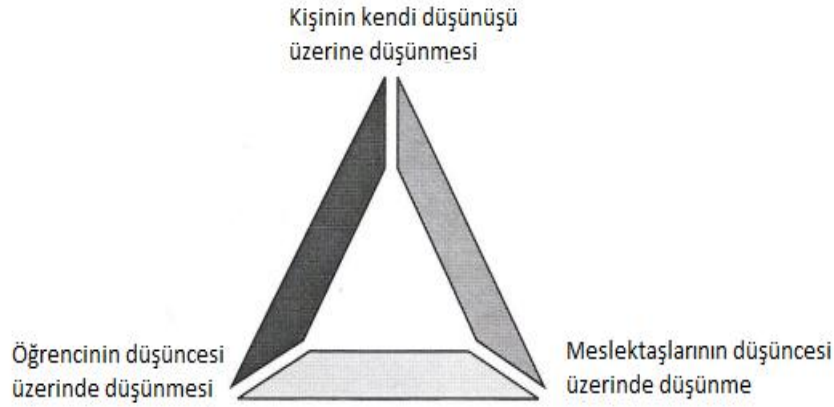 Kişinin kendi düşünüşü
üzerine düşünmesi
Öğrencinin düşüncesi
üzerinde düşünmesi
Meslektaşlarının düşüncesi
üzerinde düşünme